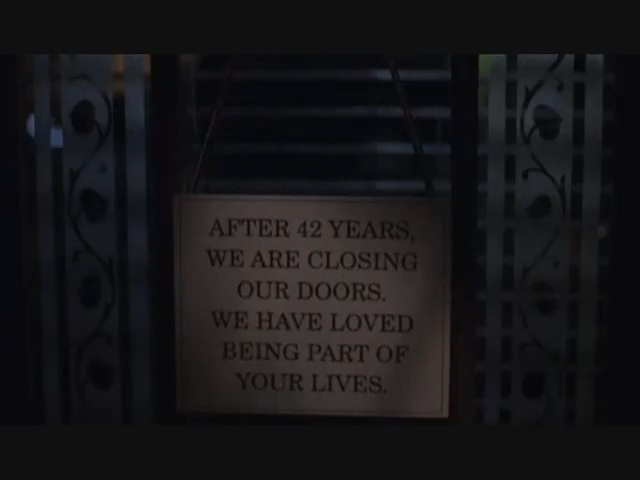 AFTER 42 YEARS,
WE ARE CLOSING
OUR DOORS.
WE HAVE LOVED
BEING PART OF
YOUR LIVES.